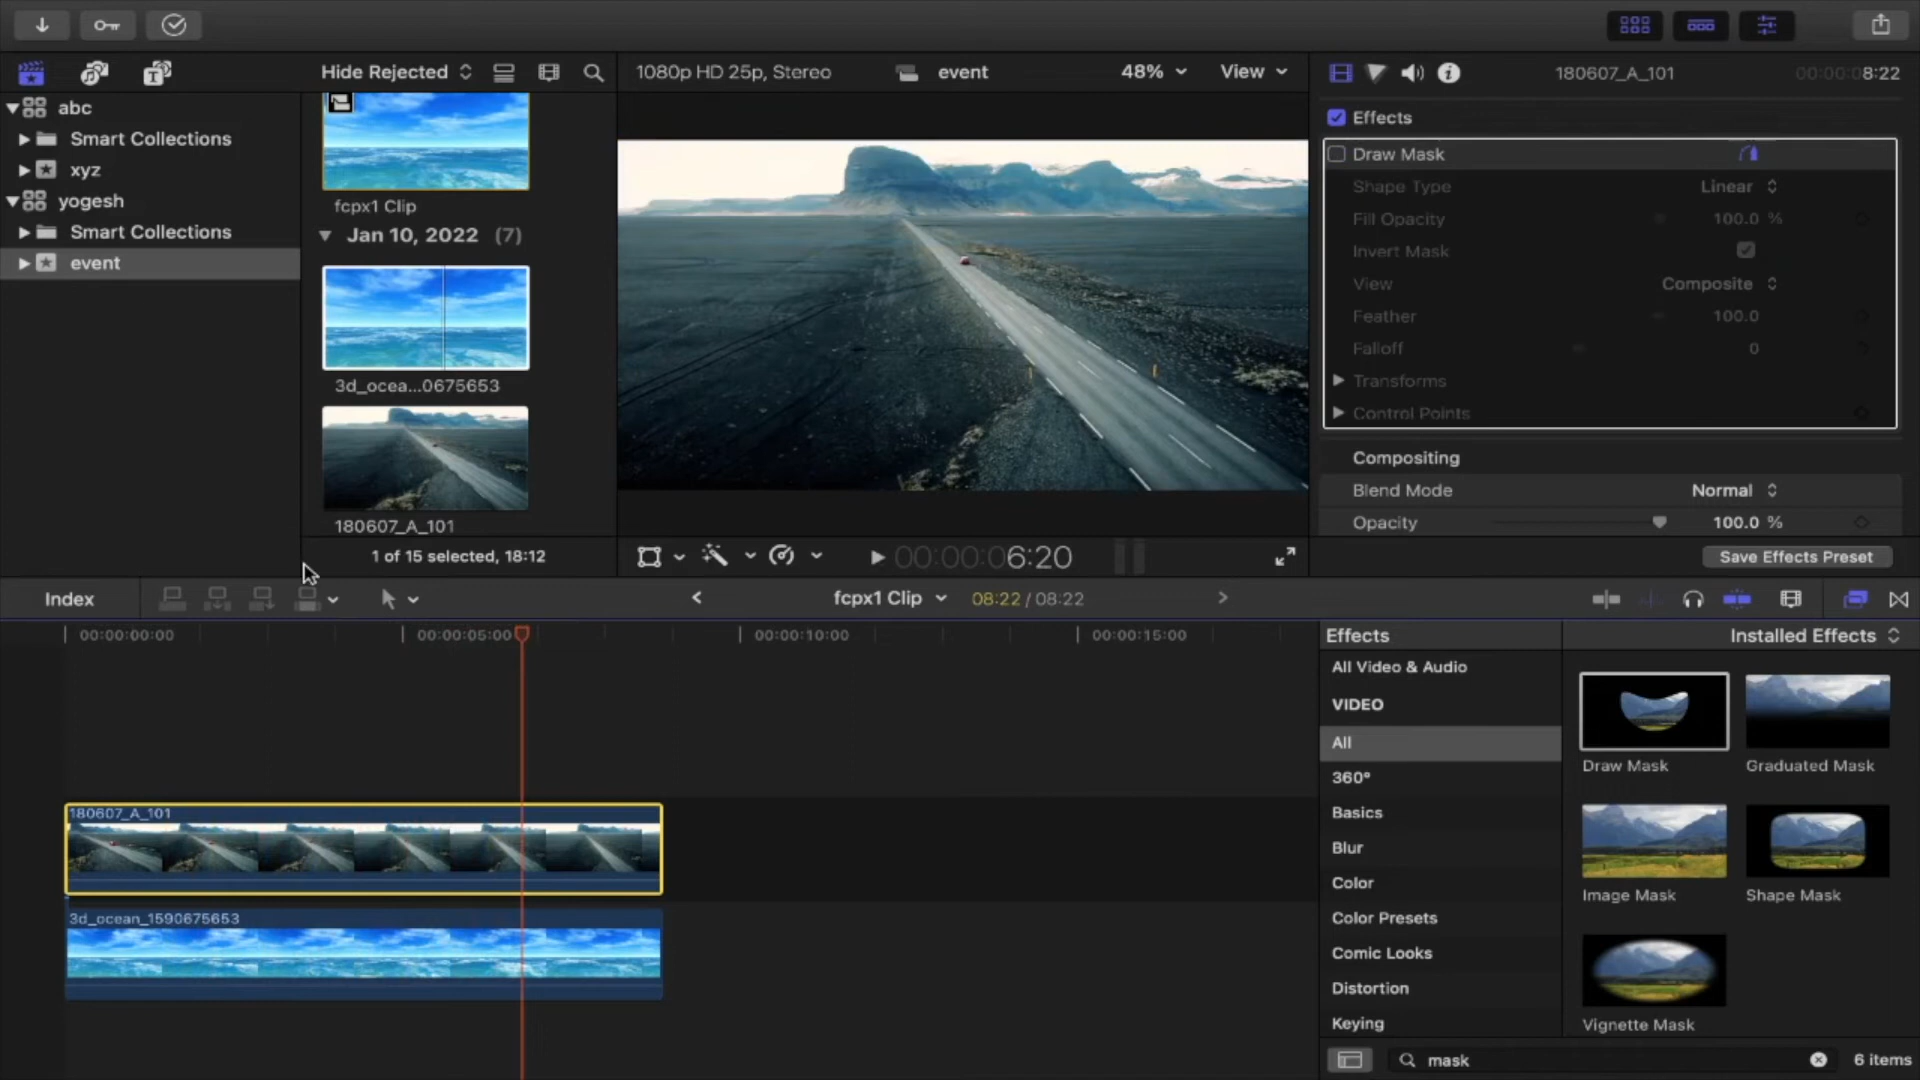 Hide Rejected
1080p HD 25p, Stereo
event
48%
View
180607_A_101
00:00:08:22
abc
Smart Collections
xyz
yogesh
Smart Collections
event
fcpx1 Clip
Jan 10, 2022 (7)
3d_ocea...0675653
180607_A_101
1 of 15 selected, 18:12
00:00:06:20
Effects
Draw Mask
Shape Type
Linear
Fill Opacity
100.0 %
Invert Mask
View
Composite
Feather
100.0
Falloff
0
Transforms
Control Points
Compositing
Blend Mode
Normal
Opacity
100.0 %
Save Effects Preset
Index
fcpx1 Clip
08:22 / 08:22
00:00:00:00
00:00:05:00
00:00:10:00
00:00:15:00
180607_A_101
3d_ocean_1590675653
Effects
Installed Effects
All Video & Audio
VIDEO
All
360°
Basics
Blur
Color
Color Presets
Comic Looks
Distortion
Keying
Draw Mask
Graduated Mask
Image Mask
Shape Mask
Vignette Mask
mask
6 items